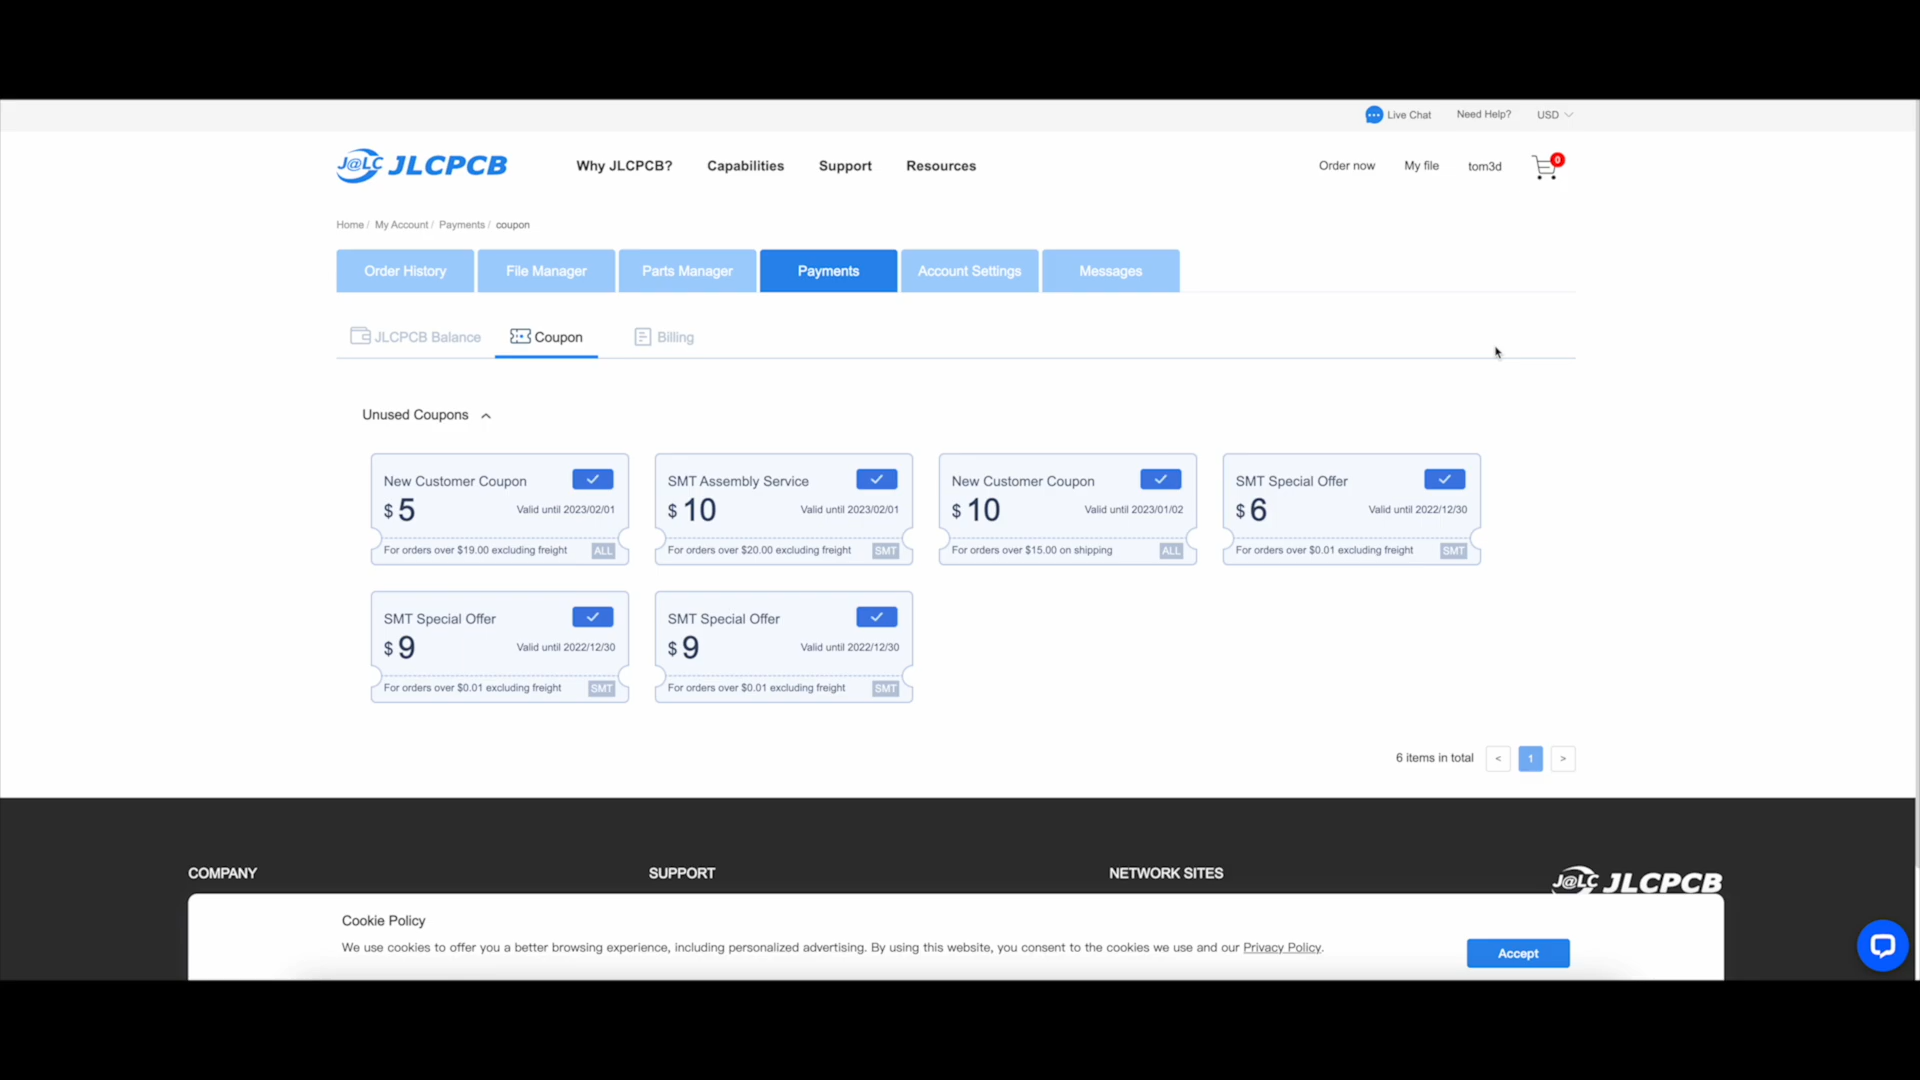 Live Chat Need Help? USD
J@LC JLCPCB Why JLCPCB? Capabilities Support Resources Order now My file tom3d 0
Home / My Account / Payments / coupon
Order History File Manager Parts Manager Payments Account Settings Messages
JLCPCB Balance Coupon Billing
Unused Coupons
New Customer Coupon
$ 5 Valid until 2023/02/01
For orders over $19.00 excluding freight ALL
SMT Assembly Service
$ 10 Valid until 2023/02/01
For orders over $20.00 excluding freight SMT
New Customer Coupon
$ 10 Valid until 2023/01/02
For orders over $15.00 on shipping ALL
SMT Special Offer
$ 6 Valid until 2022/12/30
For orders over $0.01 excluding freight SMT
SMT Special Offer
$ 9 Valid until 2022/12/30
For orders over $0.01 excluding freight SMT
SMT Special Offer
$ 9 Valid until 2022/12/30
For orders over $0.01 excluding freight SMT
6 items in total < 1 >
COMPANY SUPPORT NETWORK SITES J@LC JLCPCB
Cookie Policy
We use cookies to offer you a better browsing experience, including personalized advertising. By using this website, you consent to the cookies we use and our Privacy Policy.
Accept